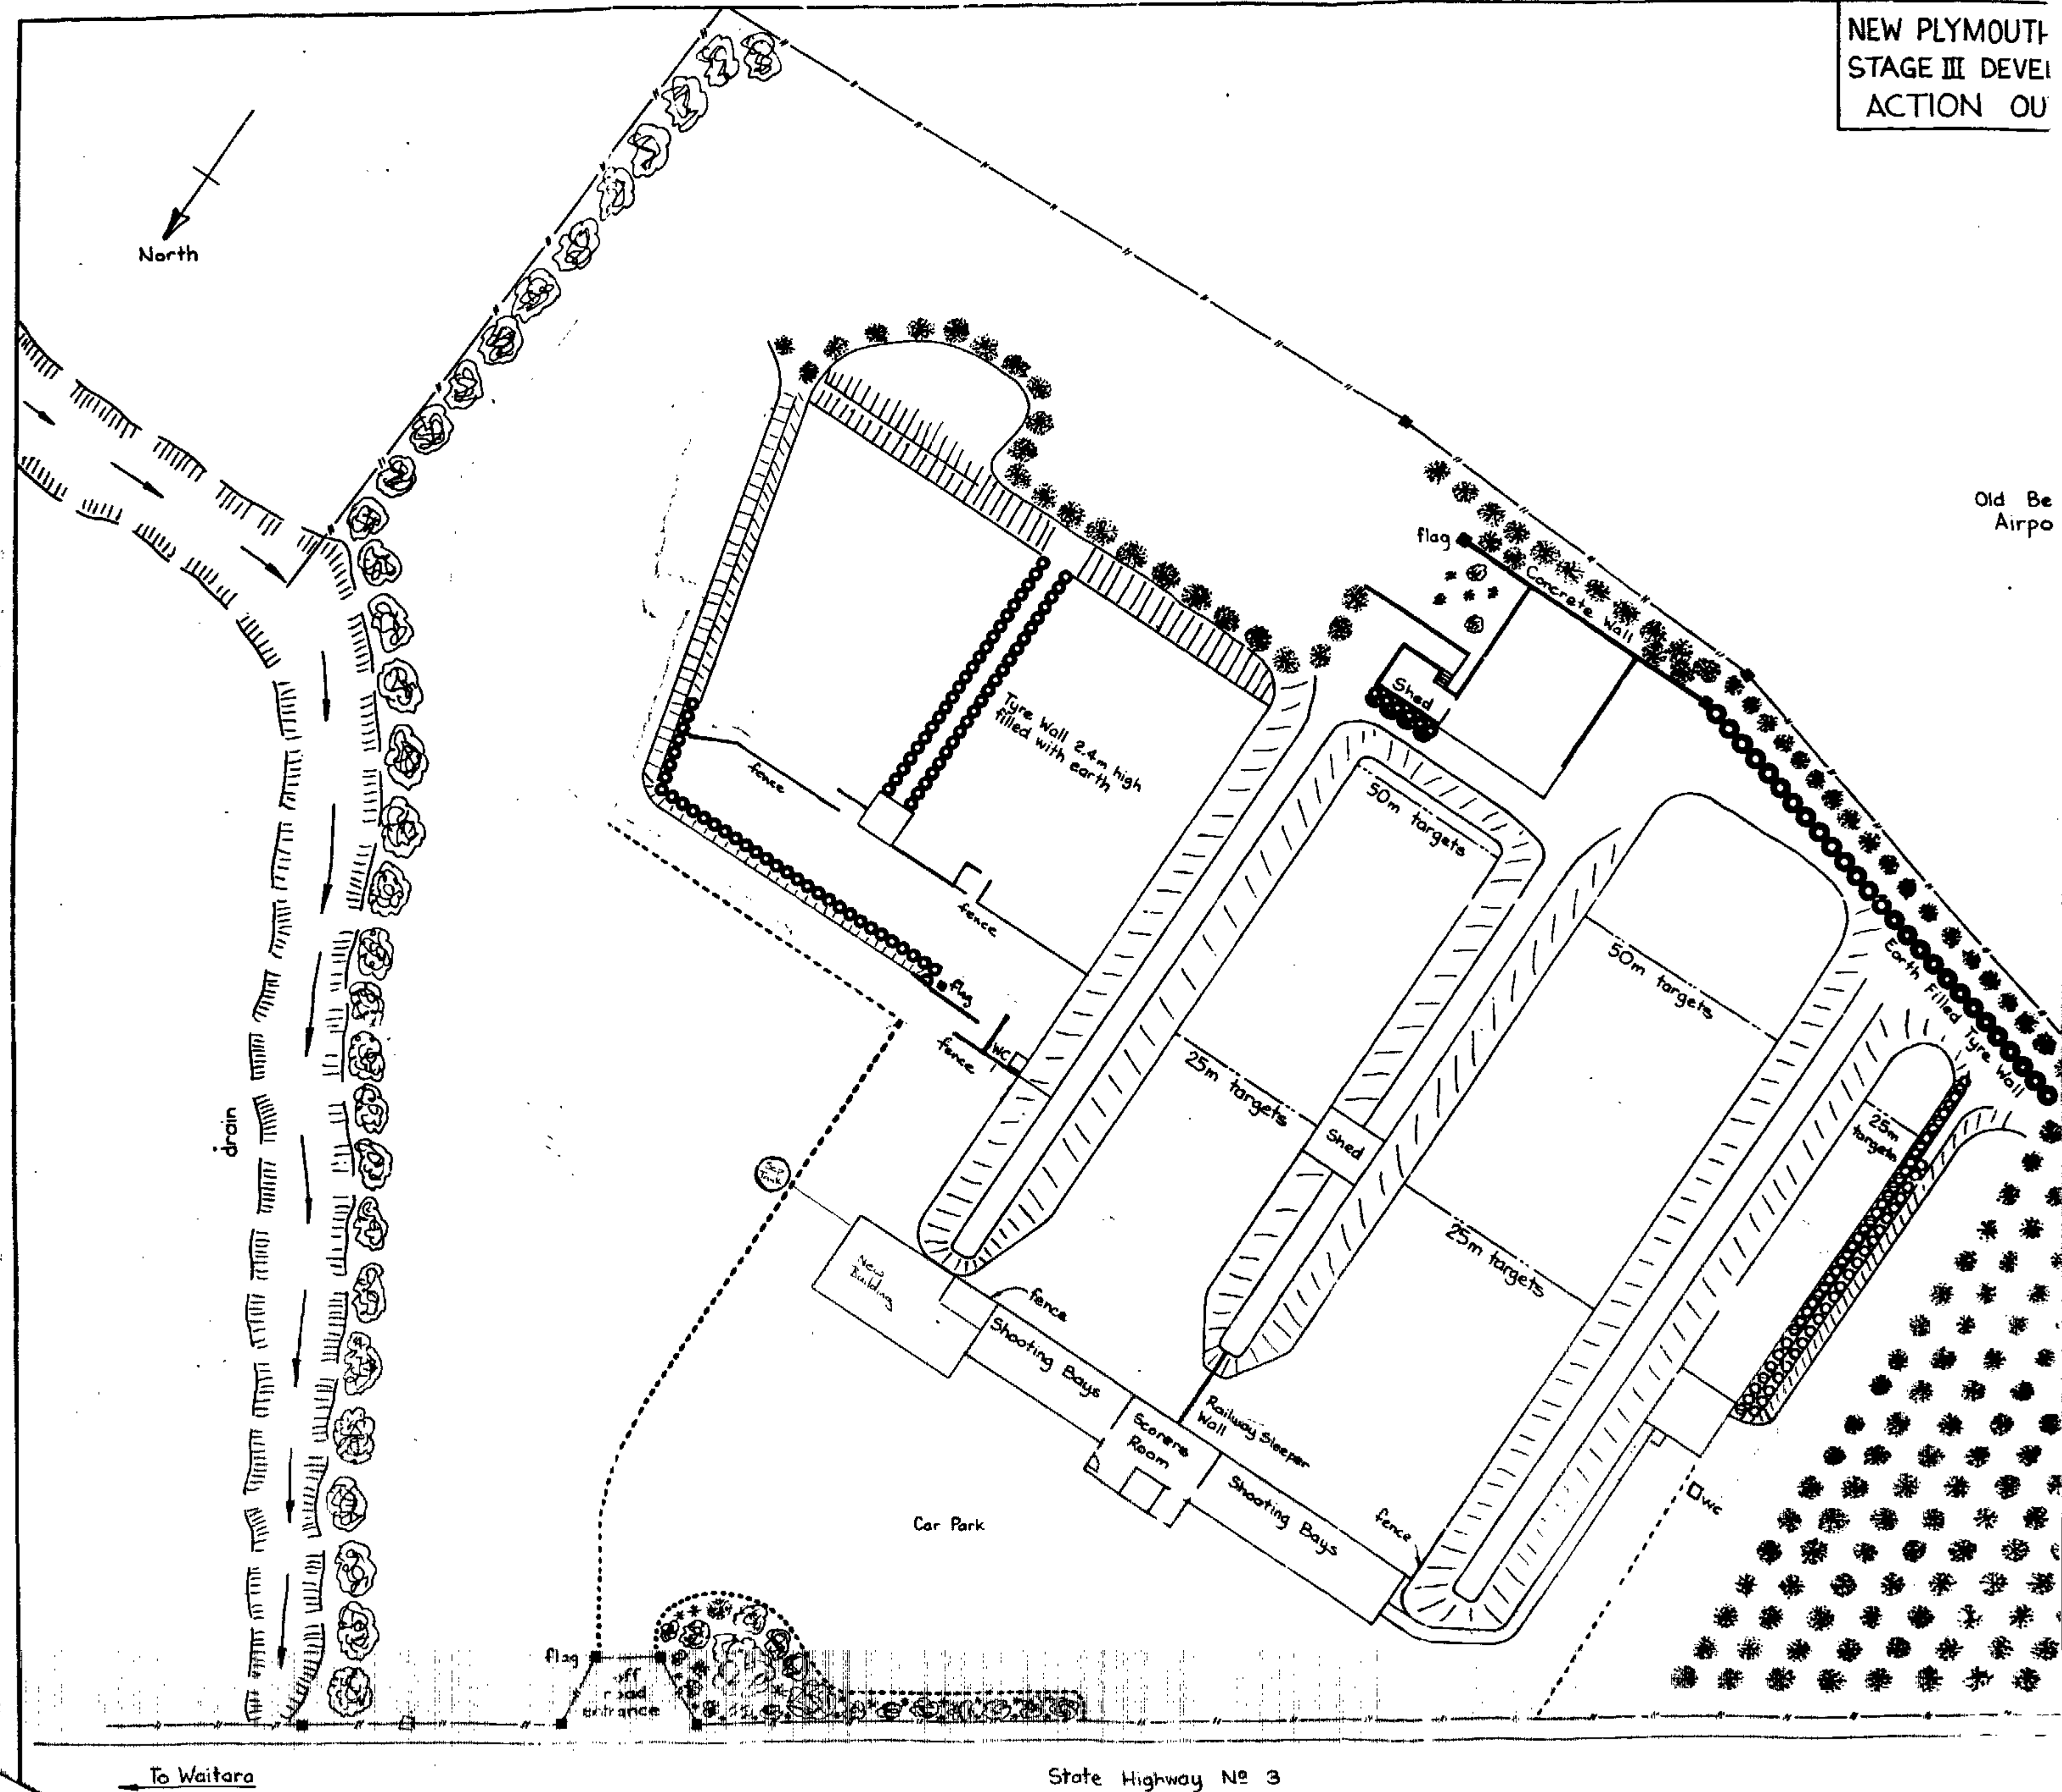 NEW PLYMOUTH
STAGE III DEVEL
ACTION OU
North
Old Be
Airpo
flag
Concrete Wall
Shed
Tyre Wall 2.4m high
filled with earth
fence
50m targets
fence
50m targets
Earth Filled Tyre Wall
flag
WC
fence
25m targets
Shed
25m
targets
drain
25m targets
New
Building
fence
Shooting Bays
Scorers
Room
Railway Sleeper
Wall
Shooting Bays
fence
WC
Car Park
flag
off
road
entrance
To Waitara
State Highway Nº 3